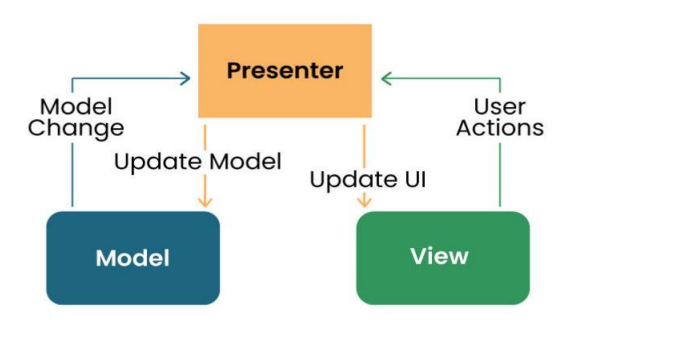 Presenter
Model
Change
User
Actions
Update Model
Update UI
Model
View